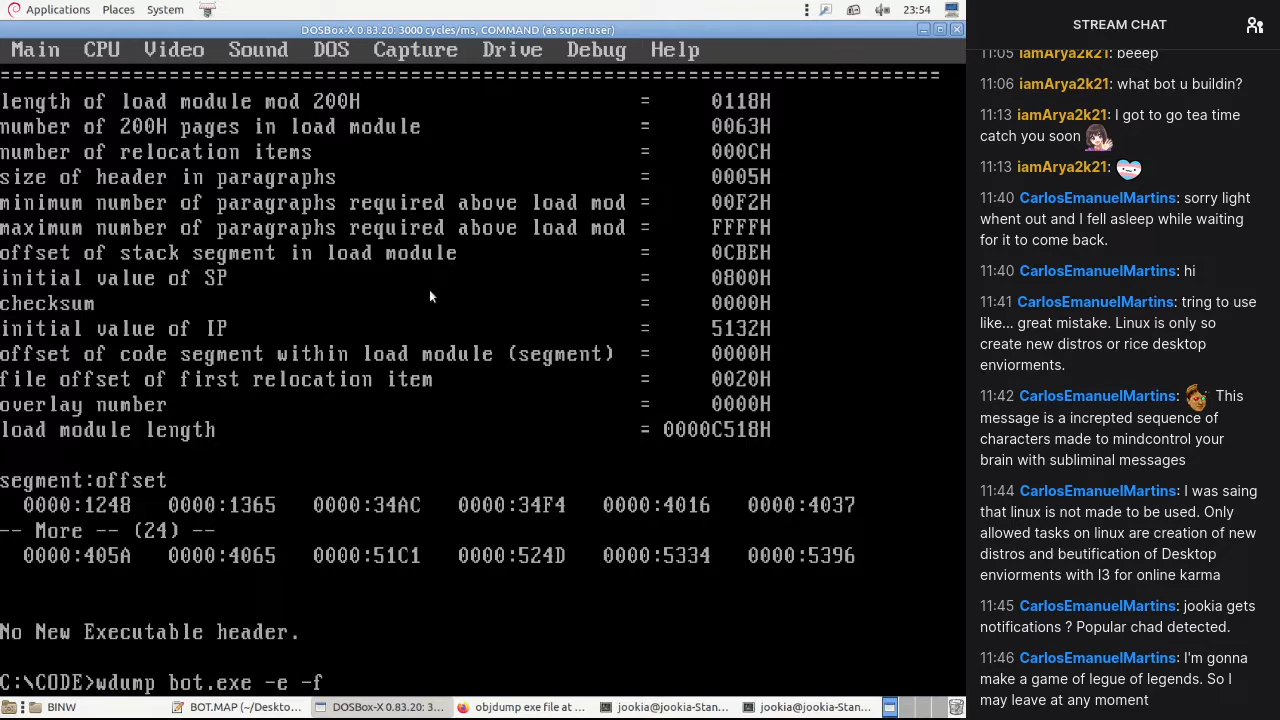 Applications Places System
23:54
DOSBox-X 0.83.20: 3000 cycles/ms, COMMAND (as superuser)
Main CPU Video Sound DOS Capture Drive Debug Help
==============================================================================
length of load module mod 200H = 0118H
number of 200H pages in load module = 0063H
number of relocation items = 000CH
size of header in paragraphs = 0005H
minimum number of paragraphs required above load mod = 00F2H
maximum number of paragraphs required above load mod = FFFFH
offset of stack segment in load module = 0CBEH
initial value of SP = 0800H
checksum = 0000H
initial value of IP = 5132H
offset of code segment within load module (segment) = 0000H
file offset of first relocation item = 0020H
overlay number = 0000H
load module length = 0000C518H
segment:offset
0000:1248 0000:1365 0000:34AC 0000:34F4 0000:4016 0000:4037
-- More -- (24) --
0000:405A 0000:4065 0000:51C1 0000:524D 0000:5334 0000:5396
No New Executable header.
C:\CODE>wdump bot.exe -e -f
BINW
BOT.MAP (~/Deskto...
DOSBox-X 0.83.20: 3...
objdump exe file at ...
jookia@jookia-Stan...
jookia@jookia-Stan...
STREAM CHAT
11:05 iamArya2k21: beeep
11:06 iamArya2k21: what bot u buildin?
11:13 iamArya2k21: I got to go tea time
catch you soon
11:13 iamArya2k21:
11:40 CarlosEmanuelMartins: sorry light
whent out and I fell asleep while waiting
for it to come back.
11:40 CarlosEmanuelMartins: hi
11:41 CarlosEmanuelMartins: tring to use
like... great mistake. Linux is only so
create new distros or rice desktop
enviorments.
11:42 CarlosEmanuelMartins: This
message is a increpted sequence of
characters made to mindcontrol your
brain with subliminal messages
11:44 CarlosEmanuelMartins: I was saing
that linux is not made to be used. Only
allowed tasks on linux are creation of new
distros and beutification of Desktop
enviorments with I3 for online karma
11:45 CarlosEmanuelMartins: jookia gets
notifications ? Popular chad detected.
11:46 CarlosEmanuelMartins: I'm gonna
make a game of legue of legends. So I
may leave at any moment